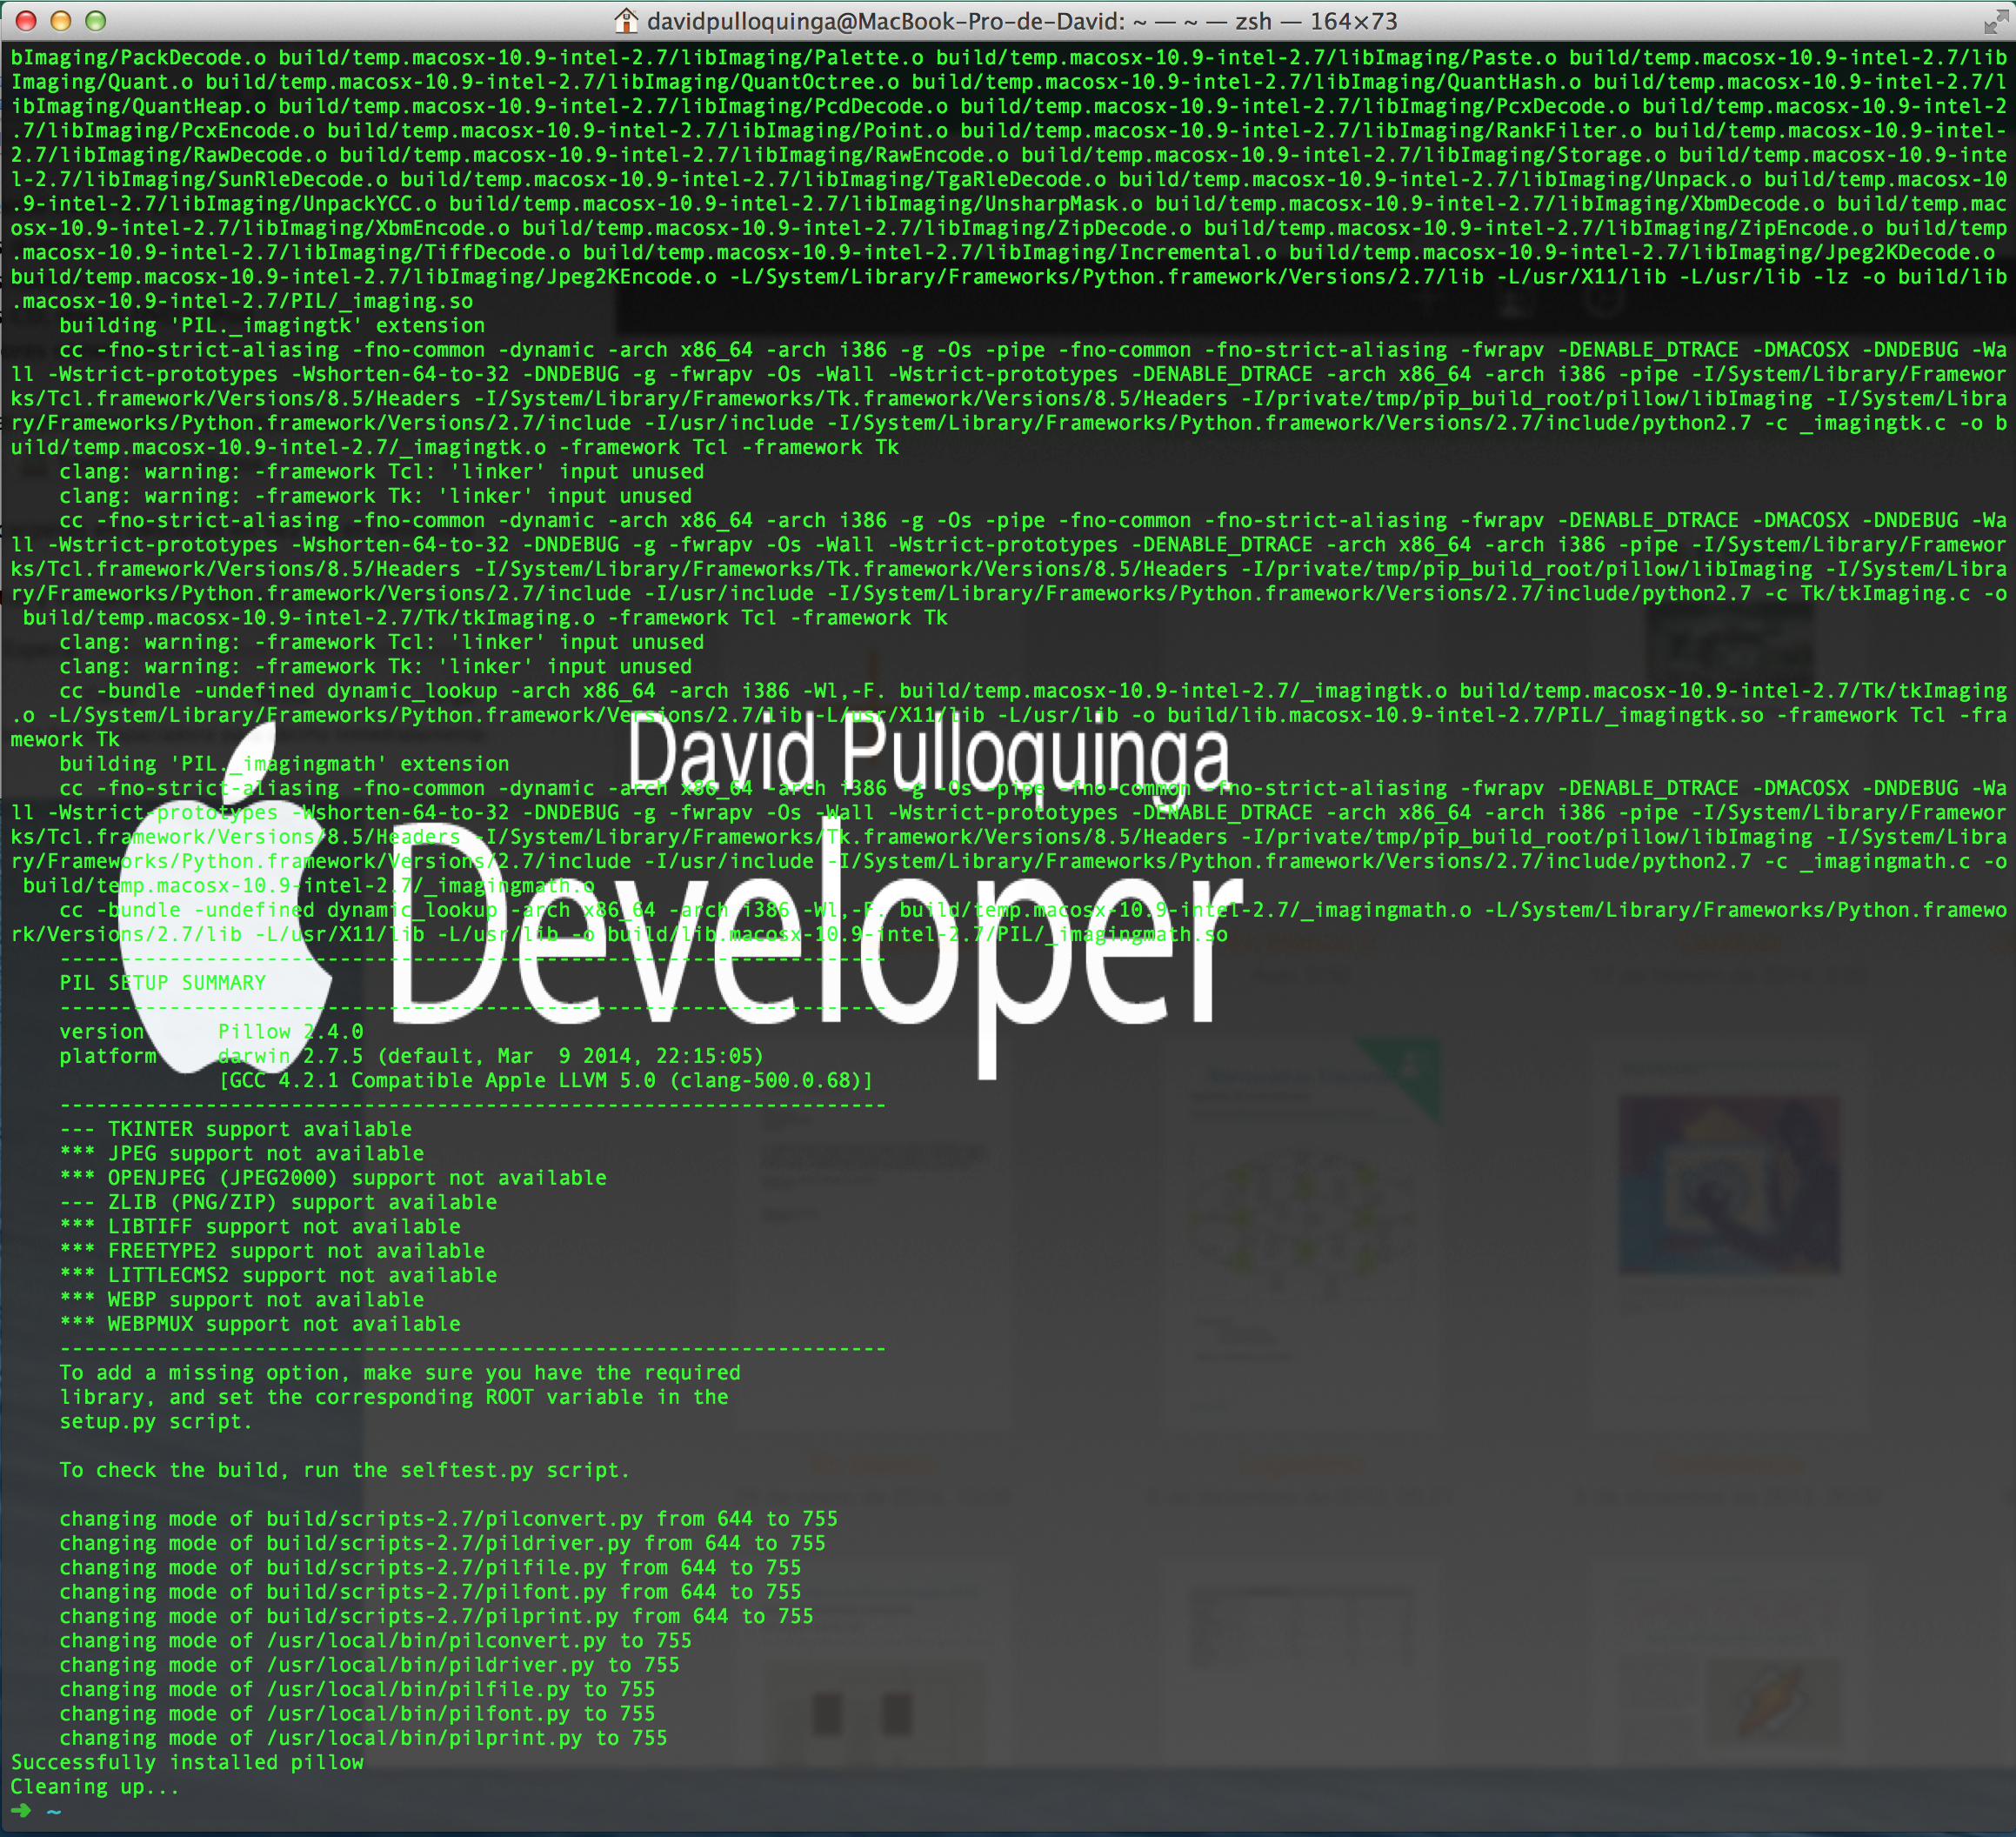 davidpulloquinga@MacBook-Pro-de-David: ~ — ~ — zsh — 164×73
bImaging/PackDecode.o build/temp.macosx-10.9-intel-2.7/libImaging/Palette.o build/temp.macosx-10.9-intel-2.7/libImaging/Paste.o build/temp.macosx-10.9-intel-2.7/lib
Imaging/Quant.o build/temp.macosx-10.9-intel-2.7/libImaging/QuantOctree.o build/temp.macosx-10.9-intel-2.7/libImaging/QuantHash.o build/temp.macosx-10.9-intel-2.7/l
ibImaging/QuantHeap.o build/temp.macosx-10.9-intel-2.7/libImaging/PcdDecode.o build/temp.macosx-10.9-intel-2.7/libImaging/PcxDecode.o build/temp.macosx-10.9-intel-2
.7/libImaging/PcxEncode.o build/temp.macosx-10.9-intel-2.7/libImaging/Point.o build/temp.macosx-10.9-intel-2.7/libImaging/RankFilter.o build/temp.macosx-10.9-intel-
2.7/libImaging/RawDecode.o build/temp.macosx-10.9-intel-2.7/libImaging/RawEncode.o build/temp.macosx-10.9-intel-2.7/libImaging/Storage.o build/temp.macosx-10.9-inte
l-2.7/libImaging/SunRleDecode.o build/temp.macosx-10.9-intel-2.7/libImaging/TgaRleDecode.o build/temp.macosx-10.9-intel-2.7/libImaging/Unpack.o build/temp.macosx-10
.9-intel-2.7/libImaging/UnpackYCC.o build/temp.macosx-10.9-intel-2.7/libImaging/UnsharpMask.o build/temp.macosx-10.9-intel-2.7/libImaging/XbmDecode.o build/temp.mac
osx-10.9-intel-2.7/libImaging/XbmEncode.o build/temp.macosx-10.9-intel-2.7/libImaging/ZipDecode.o build/temp.macosx-10.9-intel-2.7/libImaging/ZipEncode.o build/temp
.macosx-10.9-intel-2.7/libImaging/TiffDecode.o build/temp.macosx-10.9-intel-2.7/libImaging/Incremental.o build/temp.macosx-10.9-intel-2.7/libImaging/Jpeg2KDecode.o
build/temp.macosx-10.9-intel-2.7/libImaging/Jpeg2KEncode.o -L/System/Library/Frameworks/Python.framework/Versions/2.7/lib -L/usr/X11/lib -L/usr/lib -lz -o build/lib
.macosx-10.9-intel-2.7/PIL/_imaging.so
building 'PIL._imagingtk' extension
cc -fno-strict-aliasing -fno-common -dynamic -arch x86_64 -arch i386 -g -Os -pipe -fno-common -fno-strict-aliasing -fwrapv -DENABLE_DTRACE -DMACOSX -DNDEBUG -Wa
ll -Wstrict-prototypes -Wshorten-64-to-32 -DNDEBUG -g -fwrapv -Os -Wall -Wstrict-prototypes -DENABLE_DTRACE -arch x86_64 -arch i386 -pipe -I/System/Library/Framewor
ks/Tcl.framework/Versions/8.5/Headers -I/System/Library/Frameworks/Tk.framework/Versions/8.5/Headers -I/private/tmp/pip_build_root/pillow/libImaging -I/System/Libra
ry/Frameworks/Python.framework/Versions/2.7/include -I/usr/include -I/System/Library/Frameworks/Python.framework/Versions/2.7/include/python2.7 -c _imagingtk.c -o b
uild/temp.macosx-10.9-intel-2.7/_imagingtk.o -framework Tcl -framework Tk
clang: warning: -framework Tcl: 'linker' input unused
clang: warning: -framework Tk: 'linker' input unused
cc -fno-strict-aliasing -fno-common -dynamic -arch x86_64 -arch i386 -g -Os -pipe -fno-common -fno-strict-aliasing -fwrapv -DENABLE_DTRACE -DMACOSX -DNDEBUG -Wa
ll -Wstrict-prototypes -Wshorten-64-to-32 -DNDEBUG -g -fwrapv -Os -Wall -Wstrict-prototypes -DENABLE_DTRACE -arch x86_64 -arch i386 -pipe -I/System/Library/Framewor
ks/Tcl.framework/Versions/8.5/Headers -I/System/Library/Frameworks/Tk.framework/Versions/8.5/Headers -I/private/tmp/pip_build_root/pillow/libImaging -I/System/Libra
ry/Frameworks/Python.framework/Versions/2.7/include -I/usr/include -I/System/Library/Frameworks/Python.framework/Versions/2.7/include/python2.7 -c Tk/tkImaging.c -o
build/temp.macosx-10.9-intel-2.7/Tk/tkImaging.o -framework Tcl -framework Tk
clang: warning: -framework Tcl: 'linker' input unused
clang: warning: -framework Tk: 'linker' input unused
cc -bundle -undefined dynamic_lookup -arch x86_64 -arch i386 -Wl,-F. build/temp.macosx-10.9-intel-2.7/_imagingtk.o build/temp.macosx-10.9-intel-2.7/Tk/tkImaging
.o -L/System/Library/Frameworks/Python.framework/Versions/2.7/lib -L/usr/X11/lib -L/usr/lib -o build/lib.macosx-10.9-intel-2.7/PIL/_imagingtk.so -framework Tcl -fra
mework Tk
David Pulloquinga
building 'PIL._imagingmath' extension
cc -fno-strict-aliasing -fno-common -dynamic -arch x86_64 -arch i386 -g -Os -pipe -fno-common -fno-strict-aliasing -fwrapv -DENABLE_DTRACE -DMACOSX -DNDEBUG -Wa
ll -Wstrict-prototypes -Wshorten-64-to-32 -DNDEBUG -g -fwrapv -Os -Wall -Wstrict-prototypes -DENABLE_DTRACE -arch x86_64 -arch i386 -pipe -I/System/Library/Framewor
ks/Tcl.framework/Versions/8.5/Headers -I/System/Library/Frameworks/Tk.framework/Versions/8.5/Headers -I/private/tmp/pip_build_root/pillow/libImaging -I/System/Libra
ry/Frameworks/Python.framework/Versions/2.7/include -I/usr/include -I/System/Library/Frameworks/Python.framework/Versions/2.7/include/python2.7 -c _imagingmath.c -o
build/temp.macosx-10.9-intel-2.7/_imagingmath.o
Developer
cc -bundle -undefined dynamic_lookup -arch x86_64 -arch i386 -Wl,-F. build/temp.macosx-10.9-intel-2.7/_imagingmath.o -L/System/Library/Frameworks/Python.framewo
rk/Versions/2.7/lib -L/usr/X11/lib -L/usr/lib -o build/lib.macosx-10.9-intel-2.7/PIL/_imagingmath.so
--------------------------------------------------------------------
PIL SETUP SUMMARY
--------------------------------------------------------------------
version      Pillow 2.4.0
platform     darwin 2.7.5 (default, Mar  9 2014, 22:15:05)
[GCC 4.2.1 Compatible Apple LLVM 5.0 (clang-500.0.68)]
--------------------------------------------------------------------
--- TKINTER support available
*** JPEG support not available
*** OPENJPEG (JPEG2000) support not available
--- ZLIB (PNG/ZIP) support available
*** LIBTIFF support not available
*** FREETYPE2 support not available
*** LITTLECMS2 support not available
*** WEBP support not available
*** WEBPMUX support not available
--------------------------------------------------------------------
To add a missing option, make sure you have the required
library, and set the corresponding ROOT variable in the
setup.py script.
To check the build, run the selftest.py script.
changing mode of build/scripts-2.7/pilconvert.py from 644 to 755
changing mode of build/scripts-2.7/pildriver.py from 644 to 755
changing mode of build/scripts-2.7/pilfile.py from 644 to 755
changing mode of build/scripts-2.7/pilfont.py from 644 to 755
changing mode of build/scripts-2.7/pilprint.py from 644 to 755
changing mode of /usr/local/bin/pilconvert.py to 755
changing mode of /usr/local/bin/pildriver.py to 755
changing mode of /usr/local/bin/pilfile.py to 755
changing mode of /usr/local/bin/pilfont.py to 755
changing mode of /usr/local/bin/pilprint.py to 755
Successfully installed pillow
Cleaning up...
➜ ~